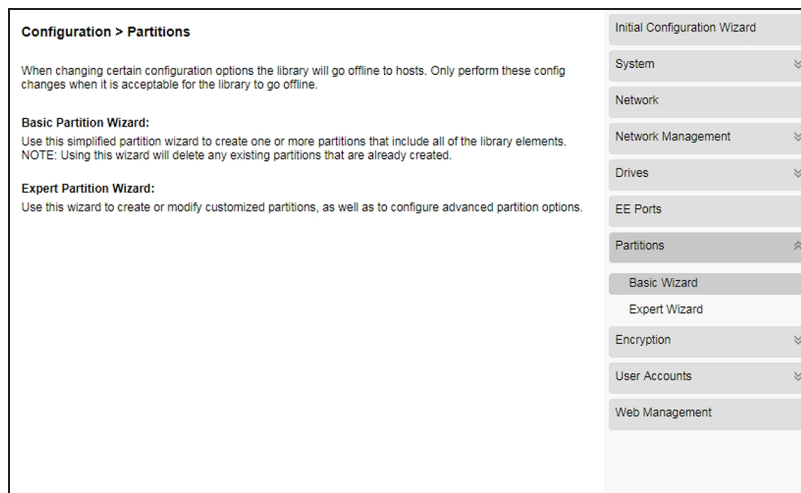 Configuration > Partitions
When changing certain configuration options the library will go offline to hosts. Only perform these config
changes when it is acceptable for the library to go offline.
Basic Partition Wizard:
Use this simplified partition wizard to create one or more partitions that include all of the library elements.
NOTE: Using this wizard will delete any existing partitions that are already created.
Expert Partition Wizard:
Use this wizard to create or modify customized partitions, as well as to configure advanced partition options.
Initial Configuration Wizard
System
Network
Network Management
Drives
EE Ports
Partitions
Basic Wizard
Expert Wizard
Encryption
User Accounts
Web Management